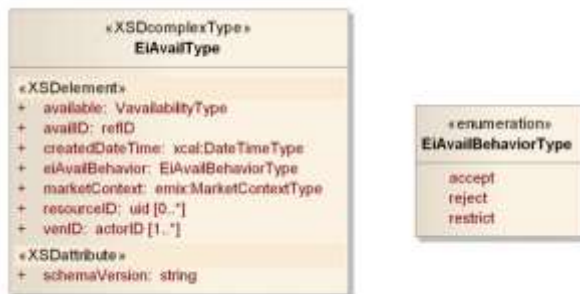 «XSDcomplexType»
EiAvailType
«XSDelement»
+ available: VavailabilityType
+ availID: refID
+ createdDateTime: xcal:DateTimeType
+ eiAvailBehavior: EiAvailBehaviorType
+ marketContext: emix:MarketContextType
+ resourceID: uid [0..*]
+ venID: actorID [1..*]
«XSDattribute»
+ schemaVersion: string
«enumeration»
EiAvailBehaviorType
accept
reject
restrict